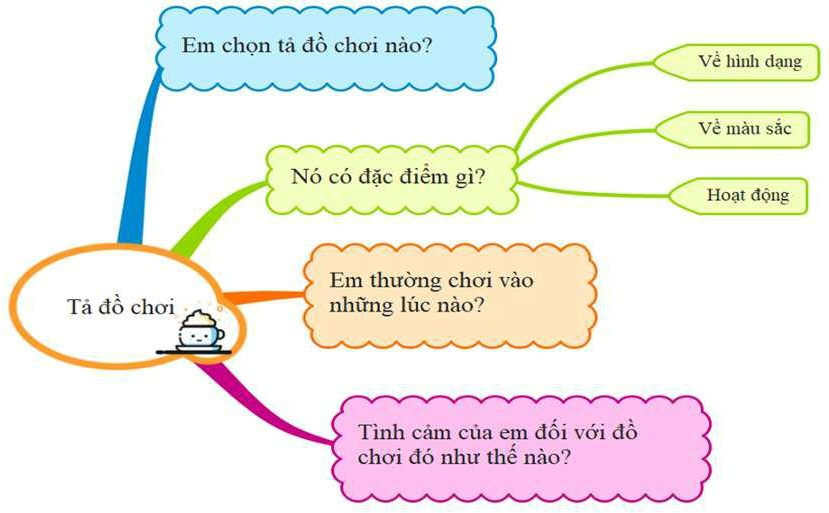 Em chọn tả đồ chơi nào?
Về hình dạng
Về màu sắc
Nó có đặc điểm gì?
Hoạt động
Em thường chơi vào
những lúc nào?
Tả đồ chơi
Tình cảm của em đối với đồ
chơi đó như thế nào?